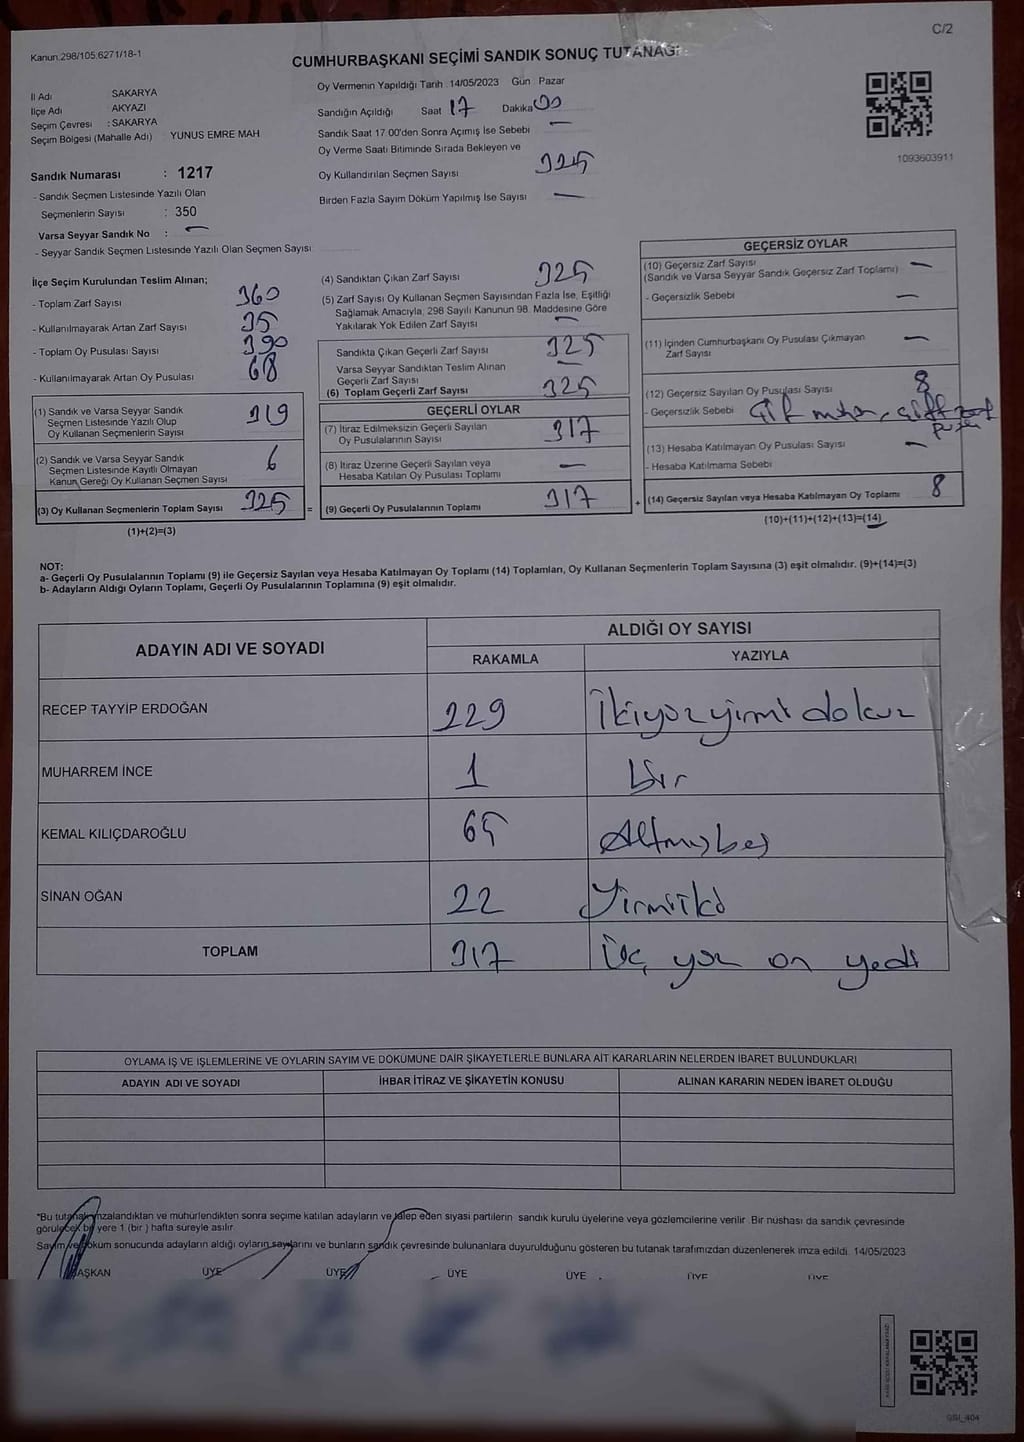 C/2
Kanun.298/105.6271/18-1
CUMHURBAŞKANI SEÇİMİ SANDIK SONUÇ TUTANAĞI
İl Adı SAKARYA
İlçe Adı AKYAZI
Seçim Çevresi : SAKARYA
Seçim Bölgesi (Mahalle Adı) YUNUS EMRE MAH
Sandık Numarası : 1217
- Sandık Seçmen Listesinde Yazılı Olan
Seçmenlerin Sayısı : 350
Varsa Seyyar Sandık No : —
- Seyyar Sandık Seçmen Listesinde Yazılı Olan Seçmen Sayısı
Oy Vermenin Yapıldığı Tarih : 14/05/2023 Gün : Pazar
Sandığın Açıldığı Saat 17 Dakika 00
Sandık Saat 17.00'den Sonra Açımış İse Sebebi —
Oy Verme Saati Bitiminde Sırada Bekleyen ve
Oy Kullandırılan Seçmen Sayısı 325
Birden Fazla Sayım Döküm Yapılmış İse Sayısı —
1093603911
İlçe Seçim Kurulundan Teslim Alınan;
- Toplam Zarf Sayısı 360
- Kullanılmayarak Artan Zarf Sayısı 35
- Toplam Oy Pusulası Sayısı 390
- Kullanılmayarak Artan Oy Pusulası 68
(1) Sandık ve Varsa Seyyar Sandık
Seçmen Listesinde Yazılı Olup
Oy Kullanan Seçmenlerin Sayısı 319
(2) Sandık ve Varsa Seyyar Sandık
Seçmen Listesinde Kayıtlı Olmayan
Kanun Gereği Oy Kullanan Seçmen Sayısı 6
(3) Oy Kullanan Seçmenlerin Toplam Sayısı 325 =
(1)+(2)=(3)
(4) Sandıktan Çıkan Zarf Sayısı 325
(5) Zarf Sayısı Oy Kullanan Seçmen Sayısından Fazla İse, Eşitliği
Sağlamak Amacıyla, 298 Sayılı Kanunun 98. Maddesine Göre
Yakılarak Yok Edilen Zarf Sayısı —
Sandıkta Çıkan Geçerli Zarf Sayısı 325
Varsa Seyyar Sandıktan Teslim Alınan
Geçerli Zarf Sayısı —
(6) Toplam Geçerli Zarf Sayısı 325
GEÇERLİ OYLAR
(7) İtiraz Edilmeksizin Geçerli Sayılan
Oy Pusulalarının Sayısı 317
(8) İtiraz Üzerine Geçerli Sayılan veya
Hesaba Katılan Oy Pusulası Toplamı —
(9) Geçerli Oy Pusulalarının Toplamı 317 +
GEÇERSİZ OYLAR
(10) Geçersiz Zarf Sayısı
(Sandık ve Varsa Seyyar Sandık Geçersiz Zarf Toplamı) —
- Geçersizlik Sebebi —
(11) İçinden Cumhurbaşkanı Oy Pusulası Çıkmayan
Zarf Sayısı —
(12) Geçersiz Sayılan Oy Pusulası Sayısı 8
- Geçersizlik Sebebi
(13) Hesaba Katılmayan Oy Pusulası Sayısı —
- Hesaba Katılmama Sebebi
(14) Geçersiz Sayılan veya Hesaba Katılmayan Oy Toplamı 8
(10)+(11)+(12)+(13)=(14)
NOT:
a- Geçerli Oy Pusulalarının Toplamı (9) ile Geçersiz Sayılan veya Hesaba Katılmayan Oy Toplamı (14) Toplamları, Oy Kullanan Seçmenlerin Toplam Sayısına (3) eşit olmalıdır. (9)+(14)=(3)
b- Adayların Aldığı Oyların Toplamı, Geçerli Oy Pusulalarının Toplamına (9) eşit olmalıdır.
ADAYIN ADI VE SOYADI ALDIĞI OY SAYISI
RAKAMLA YAZIYLA
RECEP TAYYİP ERDOĞAN 229 İkiyüzyirmi dokuz
MUHARREM İNCE 1 bir
KEMAL KILIÇDAROĞLU 65 Altmışbeş
SİNAN OĞAN 22 Yirmiiki
TOPLAM 317 Üç yüz on yedi
OYLAMA İŞ VE İŞLEMLERİNE VE OYLARIN SAYIM VE DÖKÜMÜNE DAİR ŞİKAYETLERLE BUNLARA AİT KARARLARIN NELERDEN İBARET BULUNDUKLARI
ADAYIN ADI VE SOYADI İHBAR İTİRAZ VE ŞİKAYETİN KONUSU ALINAN KARARIN NEDEN İBARET OLDUĞU
"Bu tutanak imzalandıktan ve mühürlendikten sonra seçime katılan adayların ve talep eden siyasi partilerin sandık kurulu üyelerine veya gözlemcilerine verilir. Bir nüshası da sandık çevresinde
görülecek bir yere 1 (bir) hafta süreyle asılır.
Sayım ve döküm sonucunda adayların aldığı oyların sayılarını ve bunların sandık çevresinde bulunanlara duyurulduğunu gösteren bu tutanak tarafımızdan düzenlenerek imza edildi. 14/05/2023
BAŞKAN ÜYE ÜYE ÜYE ÜYE ÜYE ÜYE